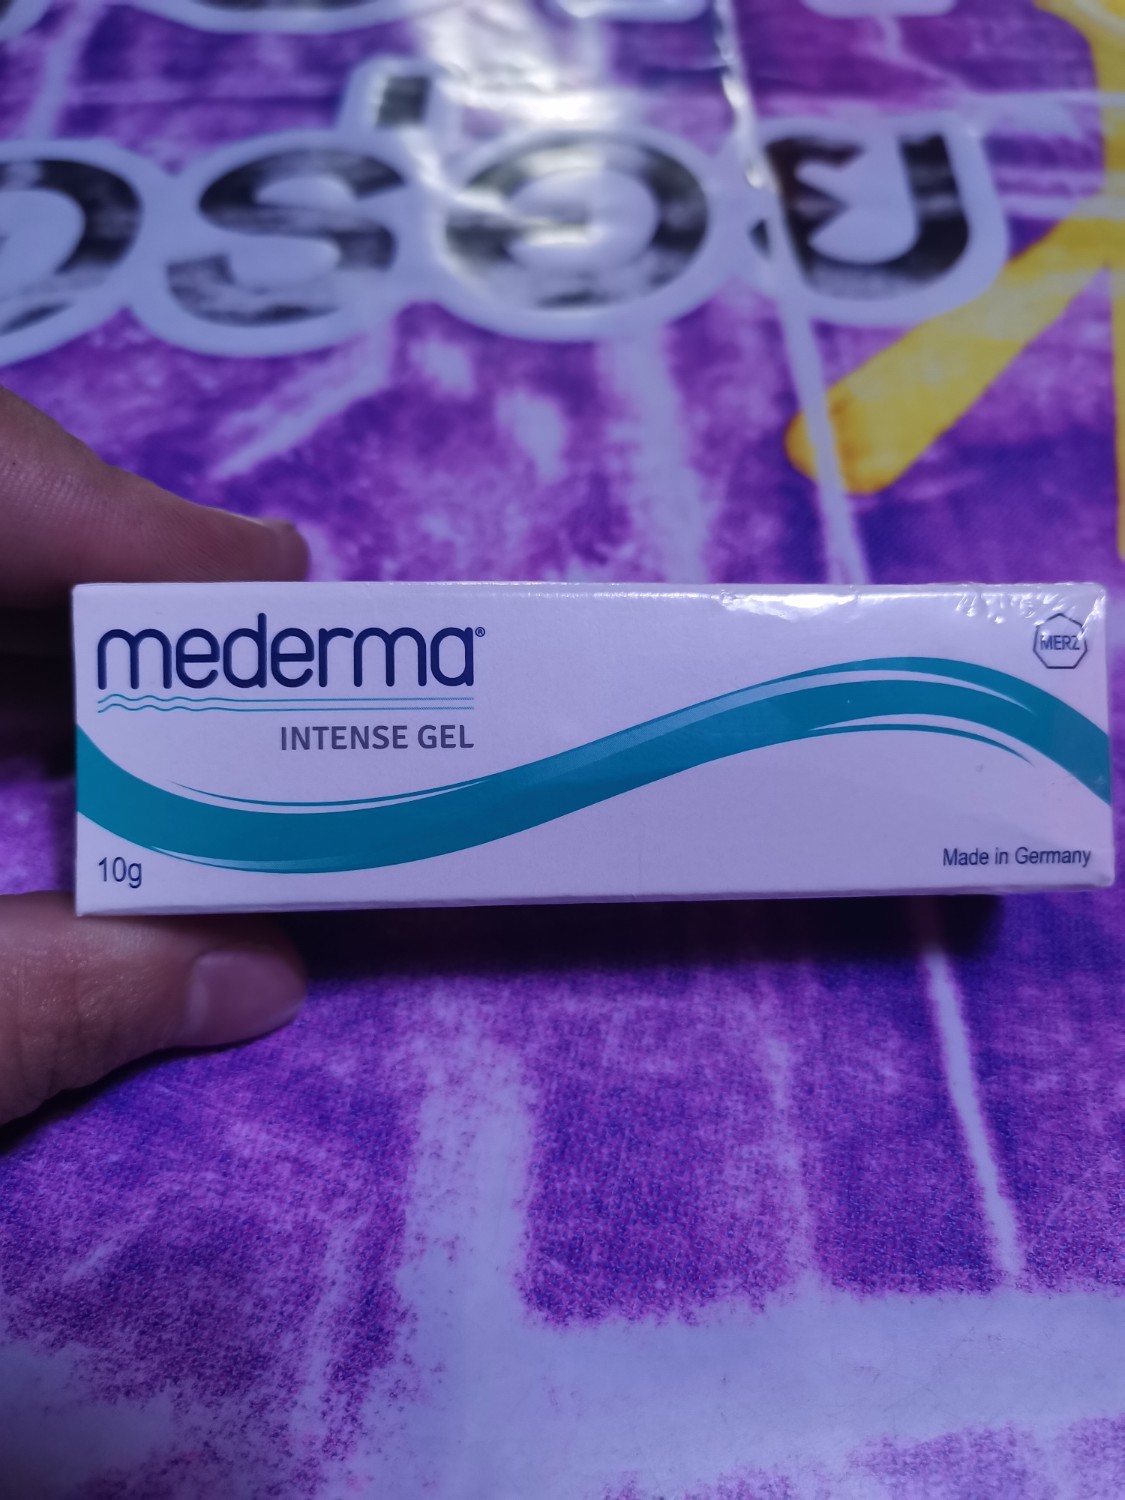 mederma®
INTENSE GEL
MERZ
10g
Made in Germany